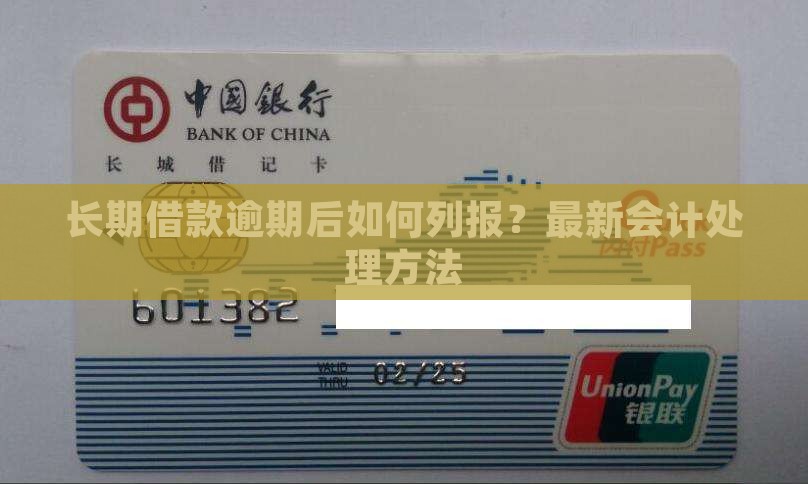 中国銀行
BANK OF CHINA
长城借记卡
长期借款逾期后如何列报？最新会计处
理方法
Pass
601382
VALID
THRU
02/25
UnionPay
银联